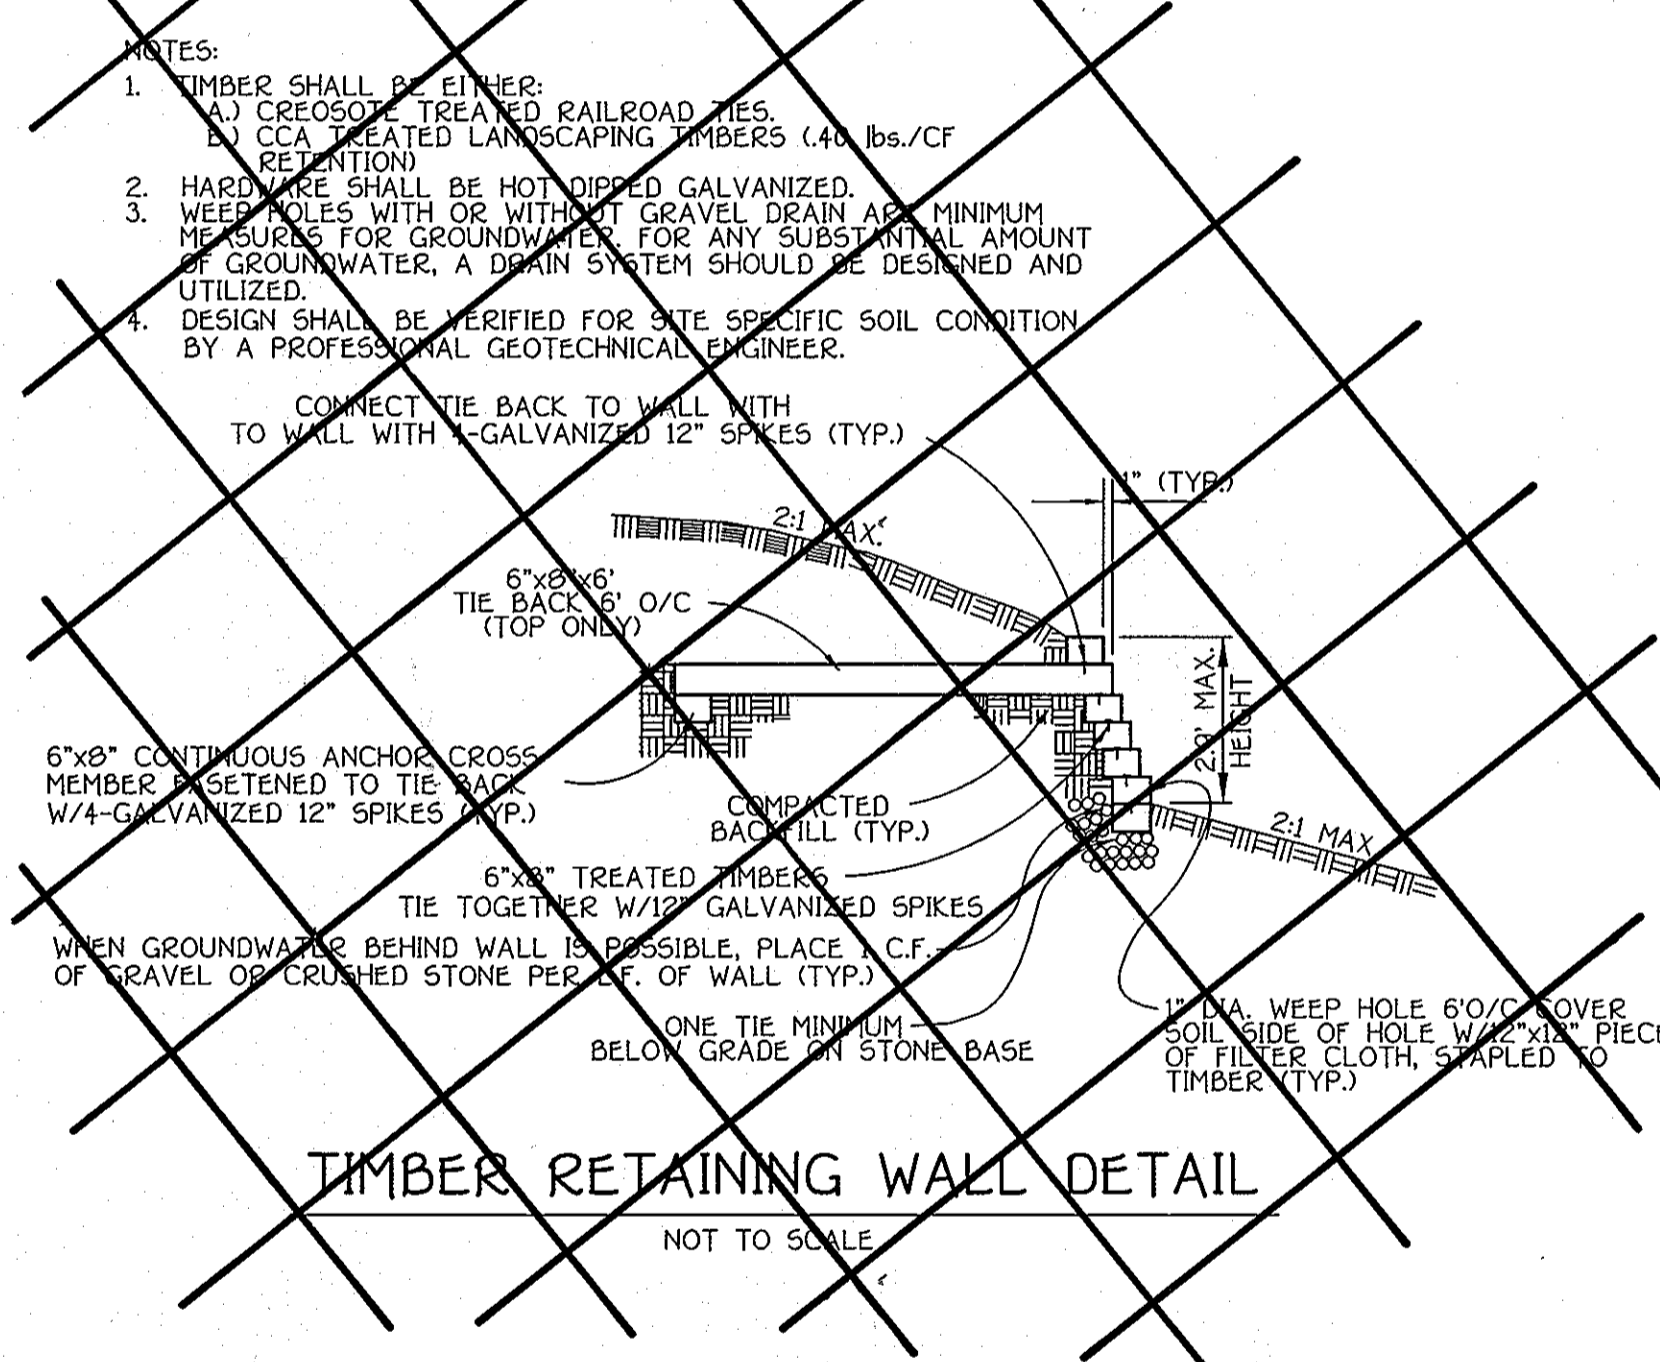 NOTES:
1. TIMBER SHALL BE EITHER:
A.) CREOSOTE TREATED RAILROAD TIES.
B.) CCA TREATED LANDSCAPING TIMBERS (.40 lbs./CF
RETENTION)
2. HARDWARE SHALL BE HOT DIPPED GALVANIZED.
3. WEEP HOLES WITH OR WITHOUT GRAVEL DRAIN ARE MINIMUM
MEASURES FOR GROUNDWATER. FOR ANY SUBSTANTIAL AMOUNT
OF GROUNDWATER, A DRAIN SYSTEM SHOULD BE DESIGNED AND
UTILIZED.
4. DESIGN SHALL BE VERIFIED FOR SITE SPECIFIC SOIL CONDITION
BY A PROFESSIONAL GEOTECHNICAL ENGINEER.
CONNECT TIE BACK TO WALL WITH
TO WALL WITH 4-GALVANIZED 12" SPIKES (TYP.)
1" (TYP.)
2:1 MAX.
6"x8"x6'
TIE BACK 6' O/C
(TOP ONLY)
2.9' MAX.
HEIGHT
6"x8" CONTINUOUS ANCHOR CROSS
MEMBER FASETENED TO TIE BACK
W/4-GALVANIZED 12" SPIKES (TYP.)
COMPACTED
BACKFILL (TYP.)
2:1 MAX
6"x8" TREATED TIMBERS
TIE TOGETHER W/12" GALVANIZED SPIKES
WHEN GROUNDWATER BEHIND WALL IS POSSIBLE, PLACE 1 C.F.
OF GRAVEL OR CRUSHED STONE PER L.F. OF WALL (TYP.)
ONE TIE MINIMUM
BELOW GRADE ON STONE BASE
1" DIA. WEEP HOLE 6'O/C COVER
SOIL SIDE OF HOLE W/12"x12" PIECE
OF FILTER CLOTH, STAPLED TO
TIMBER (TYP.)
TIMBER RETAINING WALL DETAIL
NOT TO SCALE